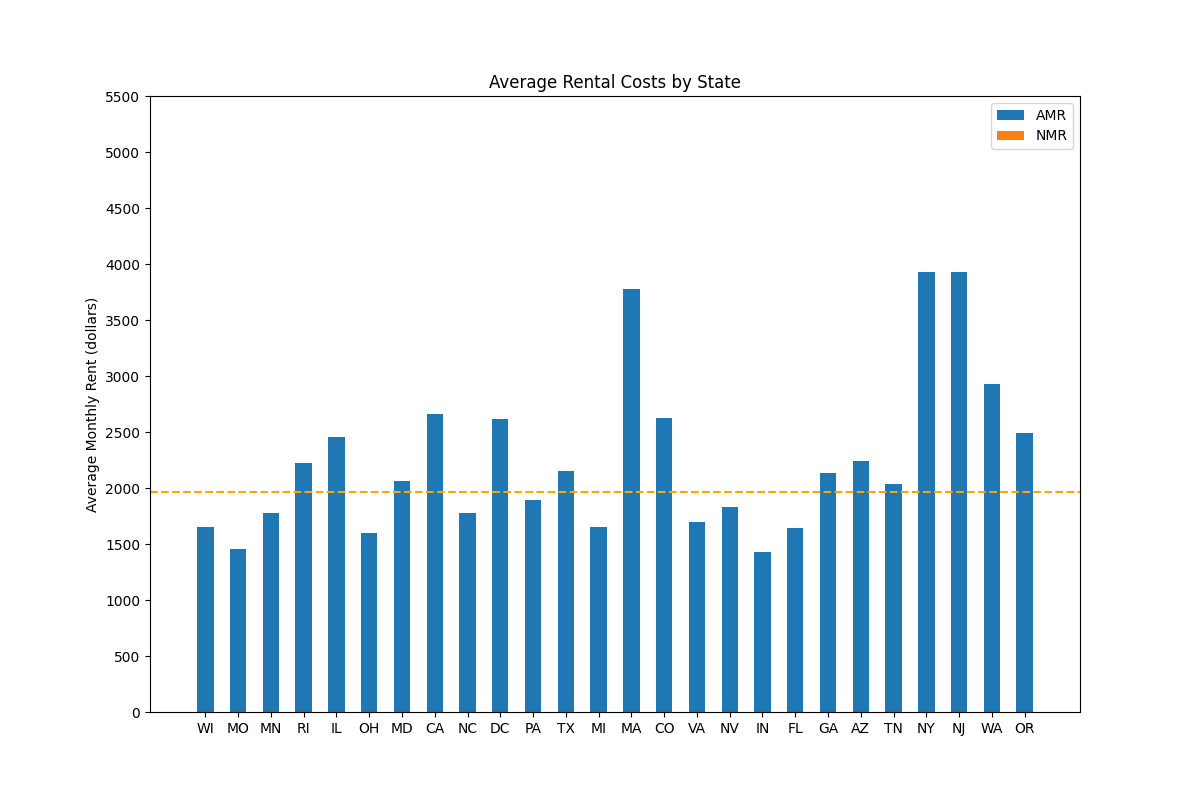 Average Rental Costs by State
AMR
NMR
Average Monthly Rent (dollars)
5500
5000
4500
4000
3500
3000
2500
2000
1500
1000
500
0
WI MO MN RI IL OH MD CA NC DC PA TX MI MA CO VA NV IN FL GA AZ TN NY NJ WA OR